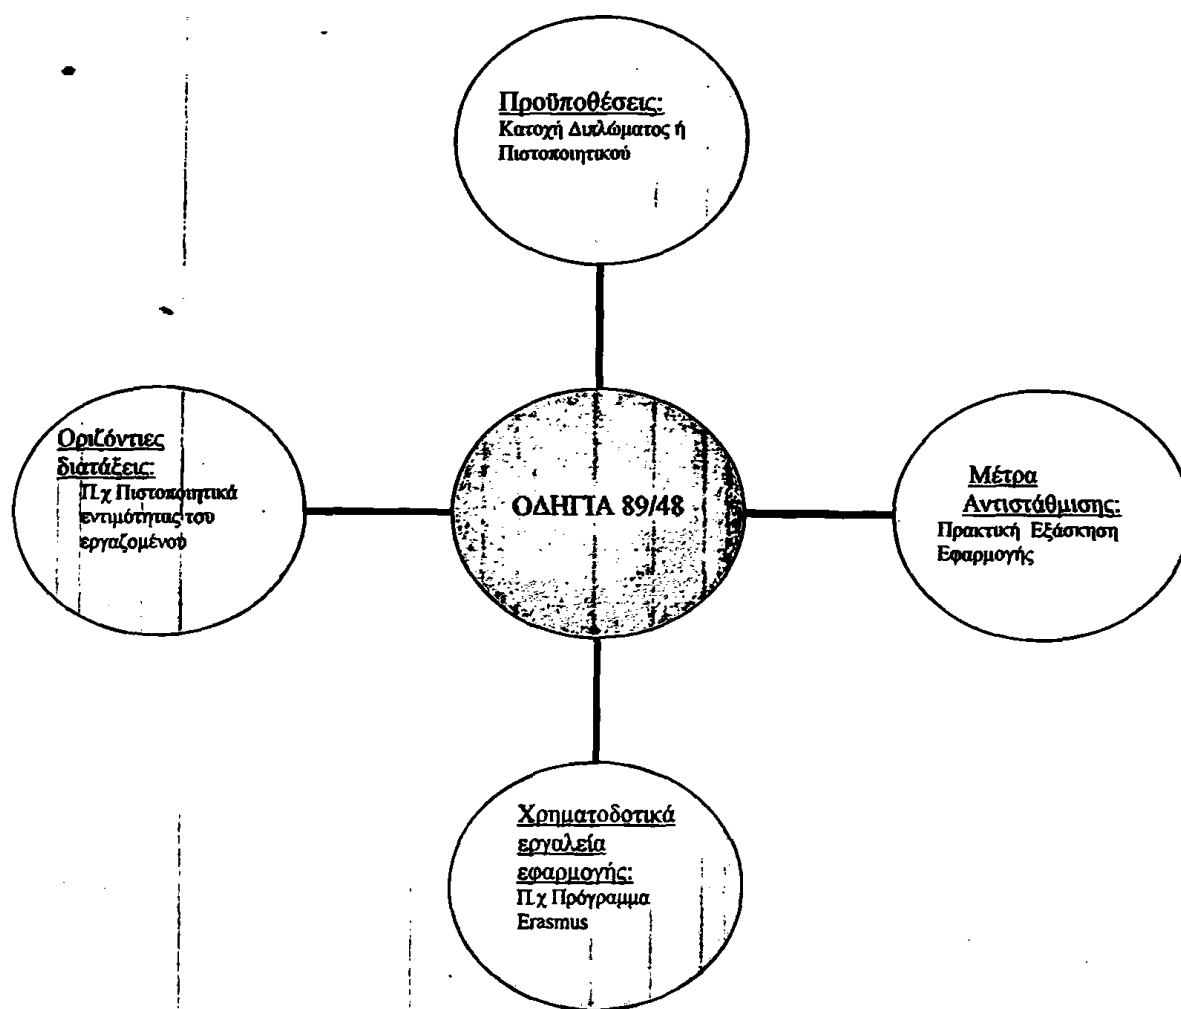 Προϋποθέσεις:
Κατοχή Διπλώματος ή
Πιστοποιητικού
Οριζόντιες
διατάξεις:
Π.χ Πιστοποιητικά
εντιμότητας του
εργαζομένού
ΟΔΗΓΙΑ 89/48
Μέτρα
Αντιστάθμισης:
Πρακτική Εξάσκηση
Εφαρμογής
Χρηματοδοτικά
εργαλεία
εφαρμογής:
Π.χ Πρόγραμμα
Erasmus